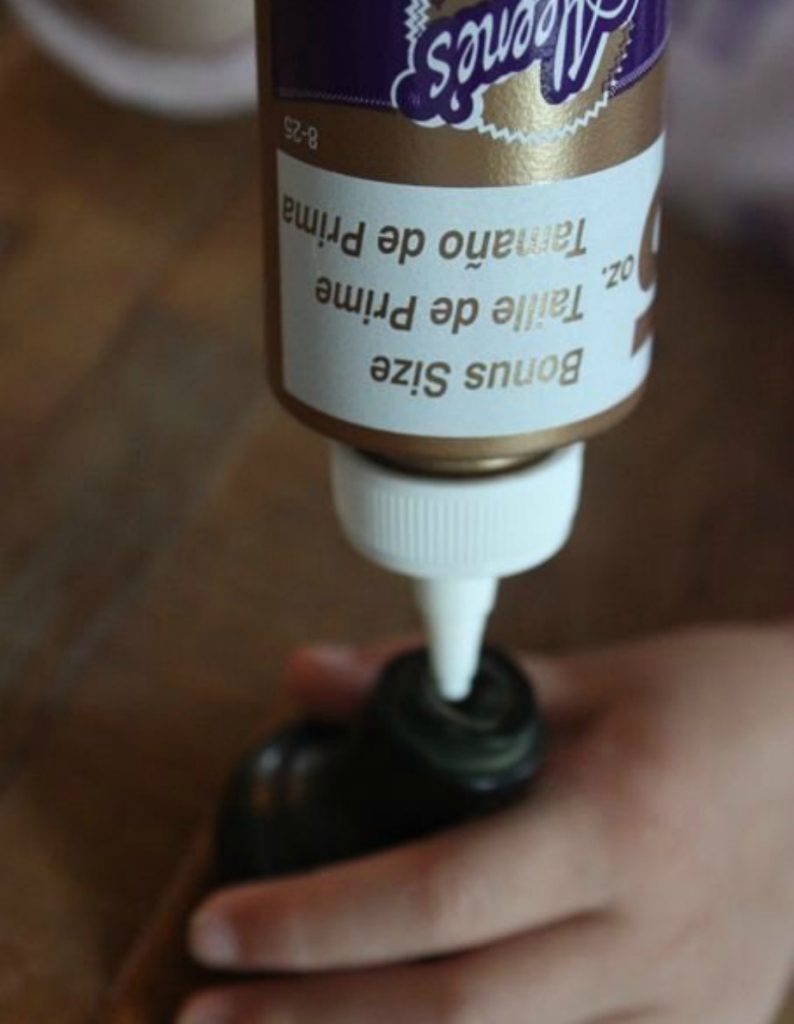 Bonus Size
Taille de Prime
Tamaño de Prima
oz.
8-25
Aleene's